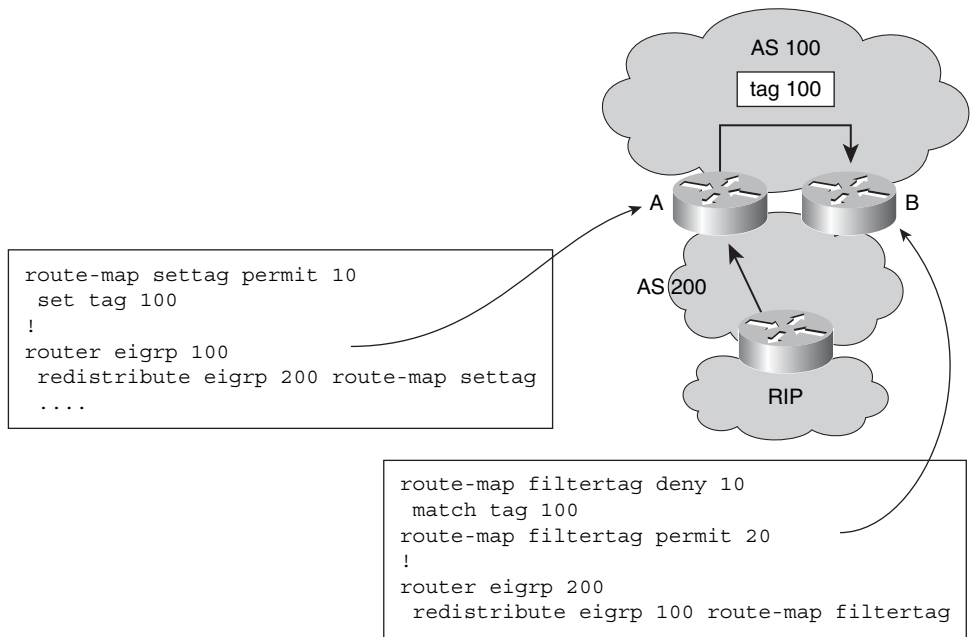 AS 100
tag 100
A
B
AS 200
RIP
route-map settag permit 10
 set tag 100
!
router eigrp 100
 redistribute eigrp 200 route-map settag
 ....
route-map filtertag deny 10
 match tag 100
route-map filtertag permit 20
!
router eigrp 200
 redistribute eigrp 100 route-map filtertag